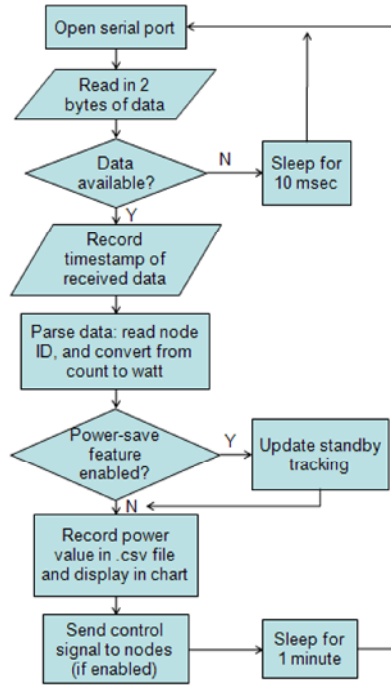 Open serial port
Read in 2
bytes of data
Data
available?
N
Sleep for
10 msec
Y
Record
timestamp of
received data
Parse data: read node
ID, and convert from
count to watt
Power-save
feature
enabled?
Y
Update standby
tracking
N
Record power
value in .csv file
and display in chart
Send control
signal to nodes
(if enabled)
Sleep for
1 minute